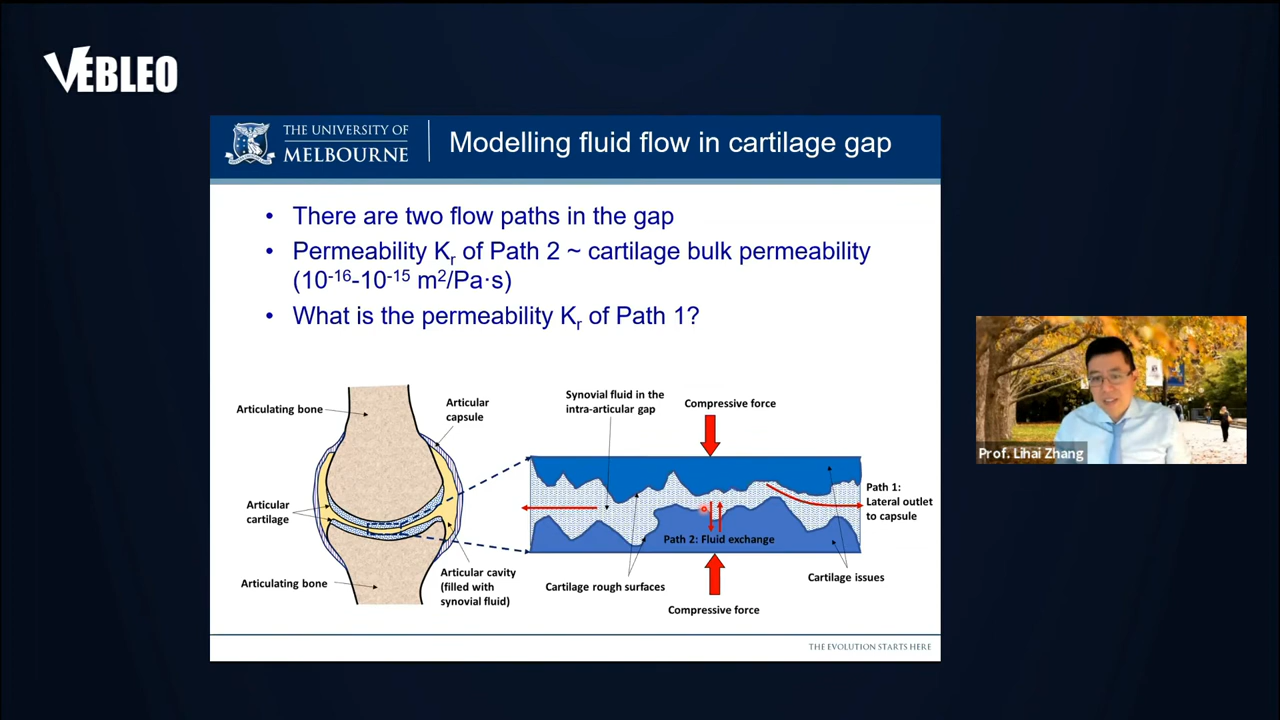 VEBLEO
THE UNIVERSITY OF
MELBOURNE
Modelling fluid flow in cartilage gap
• There are two flow paths in the gap
• Permeability Kr of Path 2 ~ cartilage bulk permeability
(10-16-10-15 m2/Pa·s)
• What is the permeability Kr of Path 1?
Articulating bone
Articular
capsule
Articular
cartilage
Articulating bone
Articular cavity
(filled with
synovial fluid)
Synovial fluid in the
intra-articular gap
Compressive force
Path 1:
Lateral outlet
to capsule
Path 2: Fluid exchange
Cartilage rough surfaces
Cartilage issues
Compressive force
THE EVOLUTION STARTS HERE
Prof. Lihai Zhang